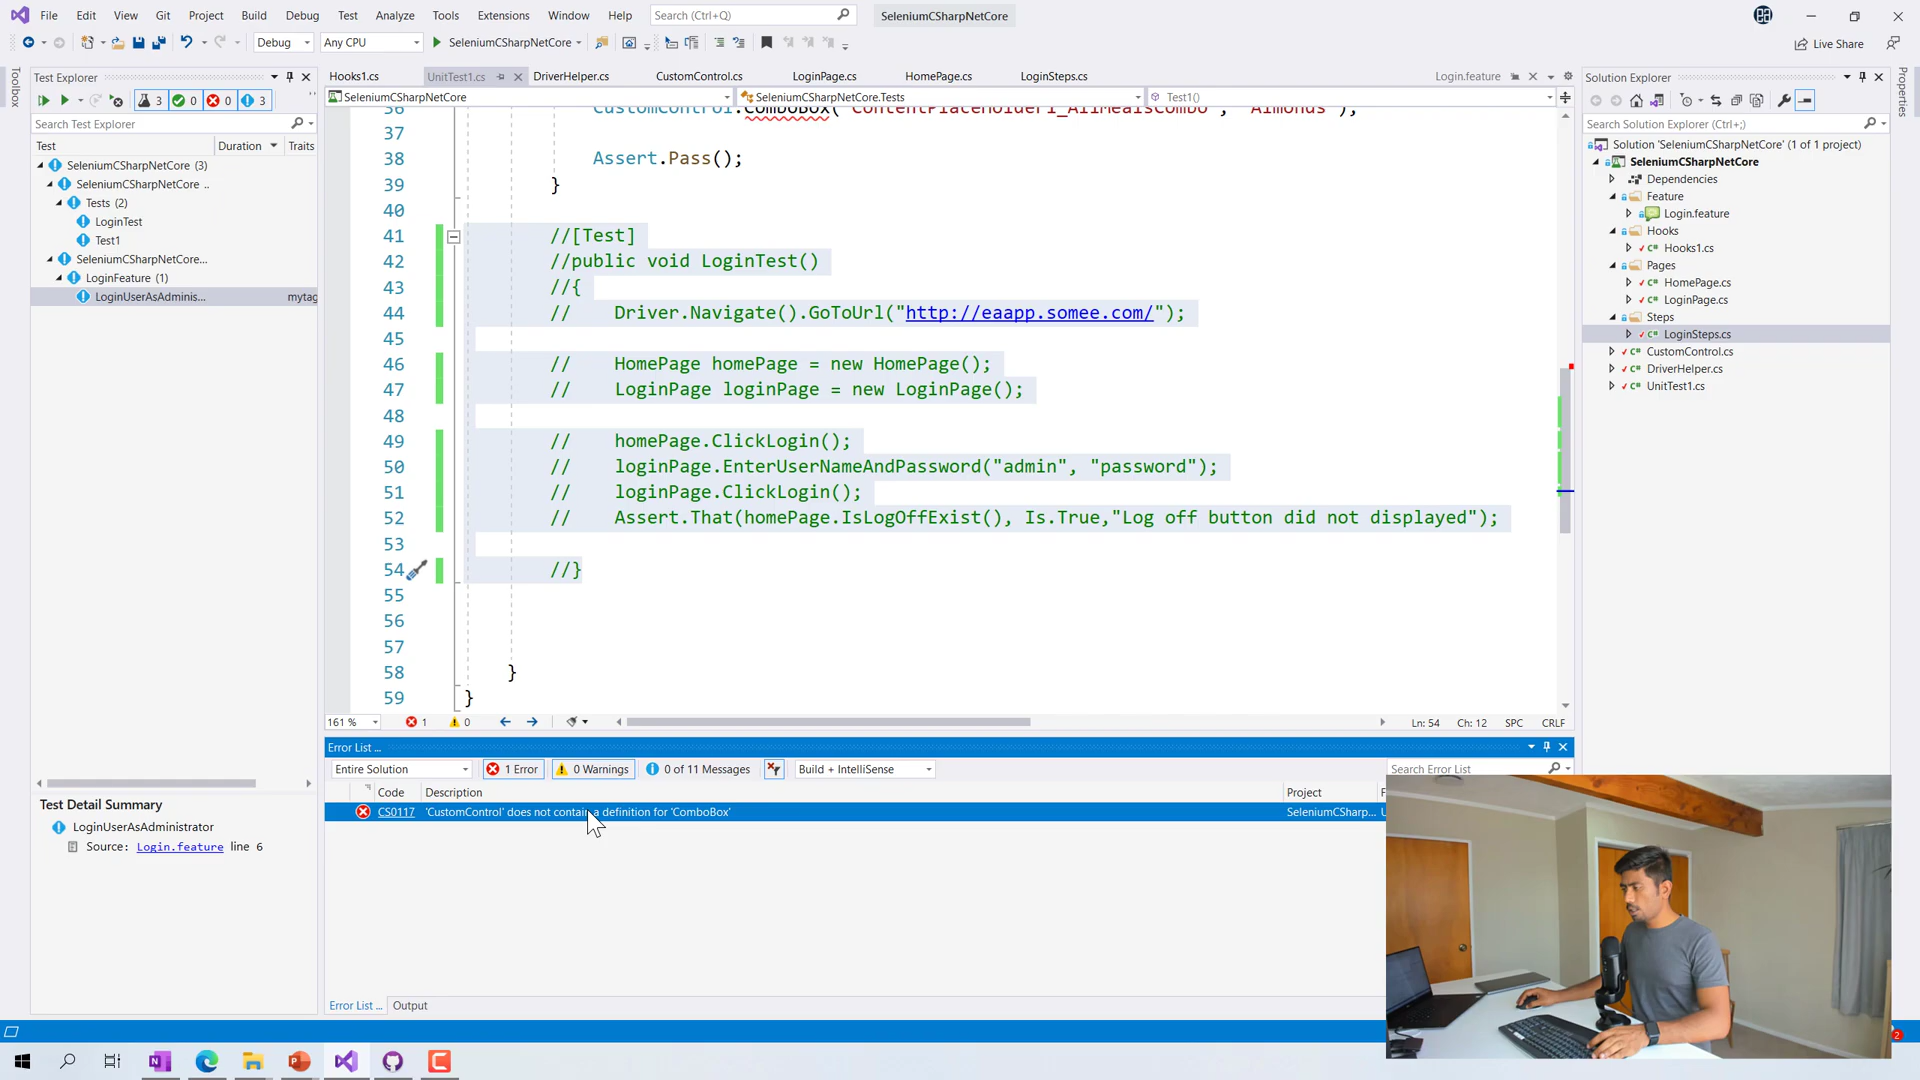 File Edit View Git Project Build Debug Test Analyze Tools Extensions Window Help Search (Ctrl+Q) SeleniumCSharpNetCore
Debug Any CPU SeleniumCSharpNetCore Live Share
Toolbox
Properties
Test Explorer
3 0 0 3
Search Test Explorer
Test Duration Traits
SeleniumCSharpNetCore (3)
SeleniumCSharpNetCore ..
Tests (2)
LoginTest
Test1
SeleniumCSharpNetCore...
LoginFeature (1)
LoginUserAsAdminis... mytag
Test Detail Summary
LoginUserAsAdministrator
Source: Login.feature line 6
Hooks1.cs UnitTest1.cs DriverHelper.cs CustomControl.cs LoginPage.cs HomePage.cs LoginSteps.cs Login.feature
SeleniumCSharpNetCore SeleniumCSharpNetCore.Tests Test1()
36 CustomControl.ComboBox("ContentPlaceHolder1_AllMealsCombo", "Almonds");
37
38 Assert.Pass();
39 }
40
41 //[Test]
42 //public void LoginTest()
43 //{
44 // Driver.Navigate().GoToUrl("http://eaapp.somee.com/");
45
46 // HomePage homePage = new HomePage();
47 // LoginPage loginPage = new LoginPage();
48
49 // homePage.ClickLogin();
50 // loginPage.EnterUserNameAndPassword("admin", "password");
51 // loginPage.ClickLogin();
52 // Assert.That(homePage.IsLogOffExist(), Is.True,"Log off button did not displayed");
53
54 //}
55
56
57
58 }
59 }
161 % 1 0 Ln: 54 Ch: 12 SPC CRLF
Error List ...
Entire Solution 1 Error 0 Warnings 0 of 11 Messages Build + IntelliSense Search Error List
Code Description Project F
CS0117 'CustomControl' does not contain a definition for 'ComboBox' SeleniumCSharp... U
Error List ... Output
Solution Explorer
Search Solution Explorer (Ctrl+;)
Solution 'SeleniumCSharpNetCore' (1 of 1 project)
SeleniumCSharpNetCore
Dependencies
Feature
Login.feature
Hooks
Hooks1.cs
Pages
HomePage.cs
LoginPage.cs
Steps
LoginSteps.cs
CustomControl.cs
DriverHelper.cs
UnitTest1.cs
2